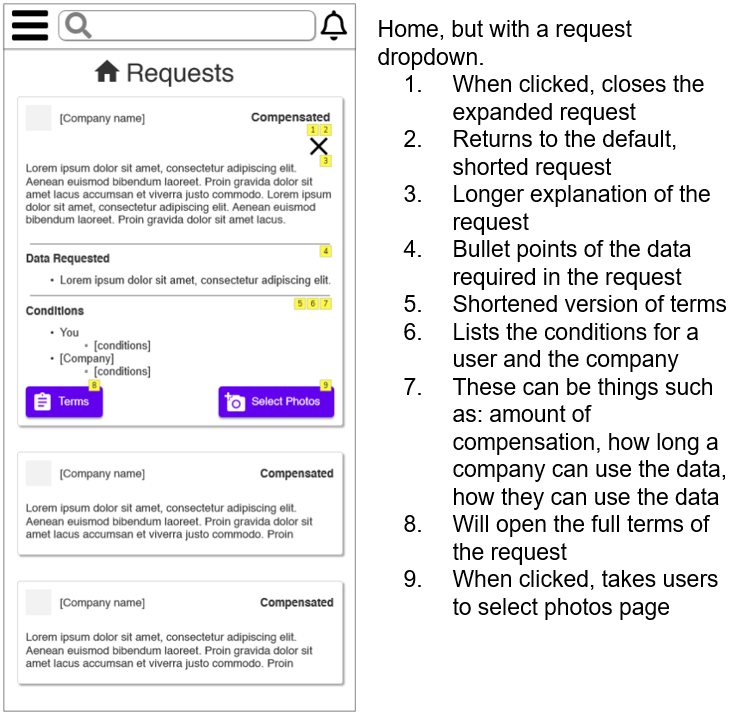 Requests
[Company name] Compensated
1 2
3
Lorem ipsum dolor sit amet, consectetur adipiscing elit.
Aenean euismod bibendum laoreet. Proin gravida dolor sit
amet lacus accumsan et viverra justo commodo. Lorem ipsum
dolor sit amet, consectetur adipiscing elit. Aenean euismod
bibendum laoreet. Proin gravida dolor sit amet lacus.
4
Data Requested
• Lorem ipsum dolor sit amet, consectetur adipiscing elit.
5 6 7
Conditions
• You
• [conditions]
• [Company]
• [conditions]
8 9
Terms Select Photos
[Company name] Compensated
Lorem ipsum dolor sit amet, consectetur adipiscing elit.
Aenean euismod bibendum laoreet. Proin gravida dolor sit
amet lacus accumsan et viverra justo commodo. Proin
[Company name] Compensated
Lorem ipsum dolor sit amet, consectetur adipiscing elit.
Aenean euismod bibendum laoreet. Proin gravida dolor sit
amet lacus accumsan et viverra justo commodo. Proin
Home, but with a request
dropdown.
1. When clicked, closes the
expanded request
2. Returns to the default,
shorted request
3. Longer explanation of the
request
4. Bullet points of the data
required in the request
5. Shortened version of terms
6. Lists the conditions for a
user and the company
7. These can be things such
as: amount of
compensation, how long a
company can use the data,
how they can use the data
8. Will open the full terms of
the request
9. When clicked, takes users
to select photos page